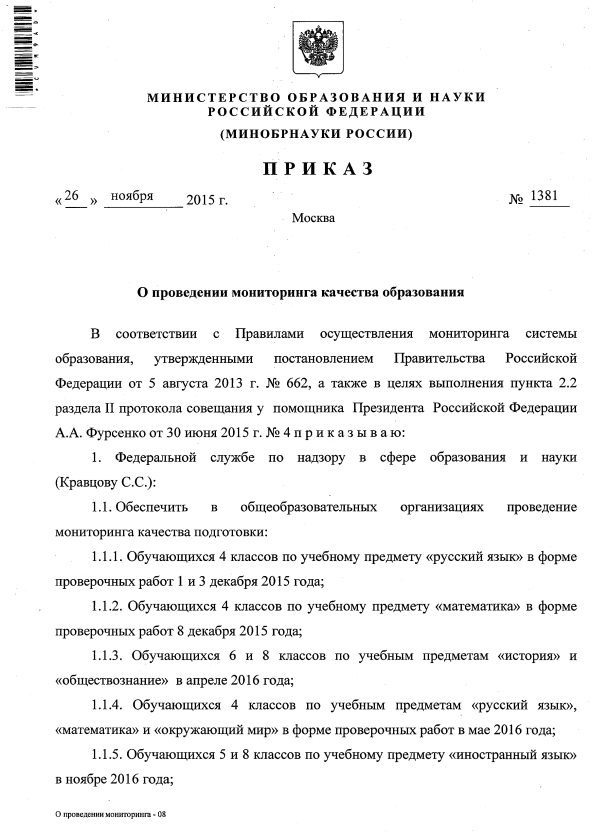 *CVM9AD*
МИНИСТЕРСТВО ОБРАЗОВАНИЯ И НАУКИ
РОССИЙСКОЙ ФЕДЕРАЦИИ
(МИНОБРНАУКИ РОССИИ)
ПРИКАЗ
«26» ноября 2015 г. № 1381
Москва
О проведении мониторинга качества образования
В соответствии с Правилами осуществления мониторинга системы
образования, утвержденными постановлением Правительства Российской
Федерации от 5 августа 2013 г. № 662, а также в целях выполнения пункта 2.2
раздела II протокола совещания у помощника Президента Российской Федерации
А.А. Фурсенко от 30 июня 2015 г. № 4 п р и к а з ы в а ю:
1. Федеральной службе по надзору в сфере образования и науки
(Кравцову С.С.):
1.1. Обеспечить в общеобразовательных организациях проведение
мониторинга качества подготовки:
1.1.1. Обучающихся 4 классов по учебному предмету «русский язык» в форме
проверочных работ 1 и 3 декабря 2015 года;
1.1.2. Обучающихся 4 классов по учебному предмету «математика» в форме
проверочных работ 8 декабря 2015 года;
1.1.3. Обучающихся 6 и 8 классов по учебным предметам «история» и
«обществознание» в апреле 2016 года;
1.1.4. Обучающихся 4 классов по учебным предметам «русский язык»,
«математика» и «окружающий мир» в форме проверочных работ в мае 2016 года;
1.1.5. Обучающихся 5 и 8 классов по учебному предмету «иностранный язык»
в ноябре 2016 года;
О проведении мониторинга - 08